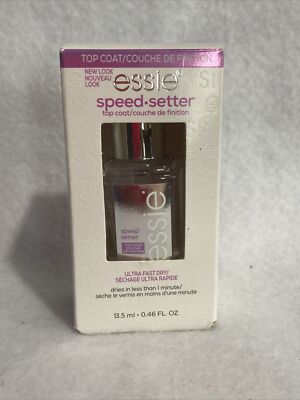 TOP COAT/COUCHE DE FINITION
NEW LOOK
NOUVEAU
LOOK
essie
speed•setter
top coat/couche de finition
essie
speed•
setter
ULTRA FAST DRY/
SÉCHAGE ULTRA RAPIDE
dries in less than 1 minute/
sèche le vernis en moins d'une minute
13.5 ml • 0.46 FL. OZ.